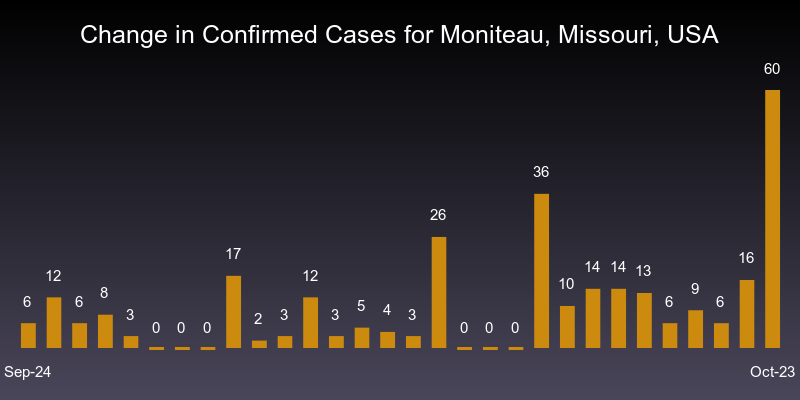 Change in Confirmed Cases for Moniteau, Missouri, USA
6 12 6 8 3 0 0 0 17 2 3 12 3 5 4 3 26 0 0 0 36 10 14 14 13 6 9 6 16 60
Sep-24 Oct-23